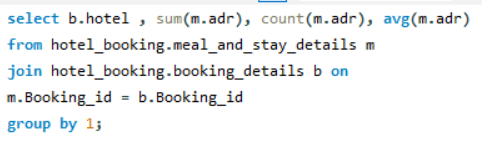 select b.hotel , sum(m.adr), count(m.adr), avg(m.adr)
from hotel_booking.meal_and_stay_details m
join hotel_booking.booking_details b on
m.Booking_id = b.Booking_id
group by 1;